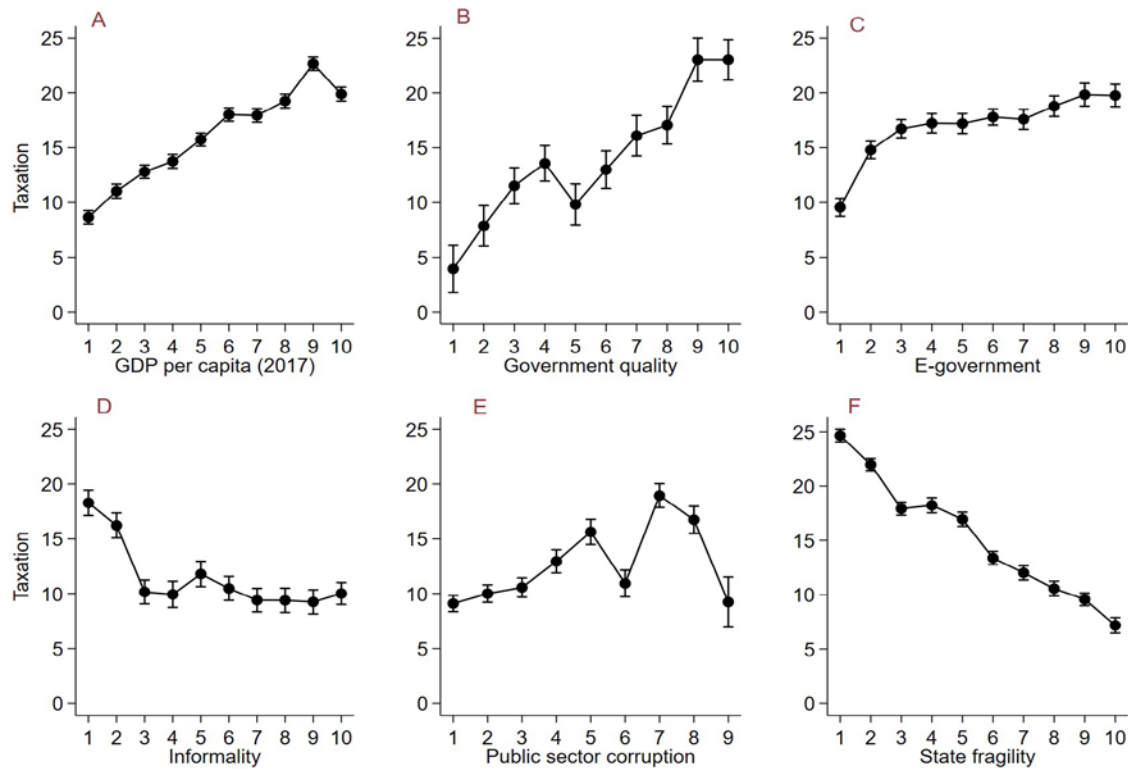 A
B
C
25
20
15
10
5
0
Taxation
1 2 3 4 5 6 7 8 9 10
GDP per capita (2017)
25
20
15
10
5
0
1 2 3 4 5 6 7 8 9 10
Government quality
25
20
15
10
5
0
1 2 3 4 5 6 7 8 9 10
E-government
D
E
F
25
20
15
10
5
0
Taxation
1 2 3 4 5 6 7 8 9 10
Informality
25
20
15
10
5
0
1 2 3 4 5 6 7 8 9
Public sector corruption
25
20
15
10
5
0
1 2 3 4 5 6 7 8 9 10
State fragility